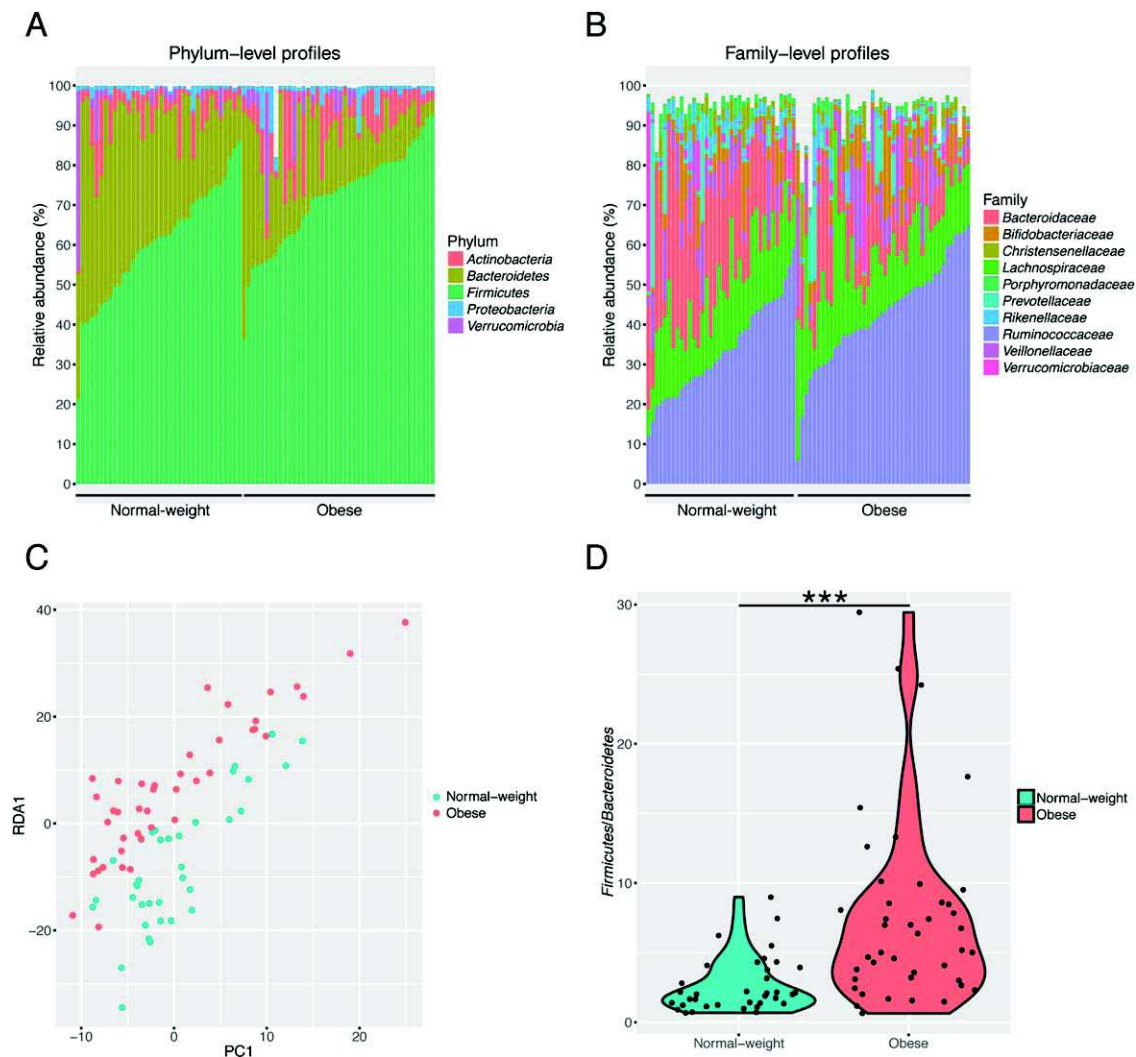 A
Phylum–level profiles
Relative abundance (%)
100
90
80
70
60
50
40
30
20
10
0
Normal-weight
Obese
Phylum
Actinobacteria
Bacteroidetes
Firmicutes
Proteobacteria
Verrucomicrobia
B
Family–level profiles
Relative abundance (%)
100
90
80
70
60
50
40
30
20
10
0
Normal-weight
Obese
Family
Bacteroidaceae
Bifidobacteriaceae
Christensenellaceae
Lachnospiraceae
Porphyromonadaceae
Prevotellaceae
Rikenellaceae
Ruminococcaceae
Veillonellaceae
Verrucomicrobiaceae
C
RDA1
40
20
0
−20
−10
0
10
20
PC1
Normal–weight
Obese
D
Firmicutes/Bacteroidetes
30
20
10
0
***
Normal–weight
Obese
Normal–weight
Obese